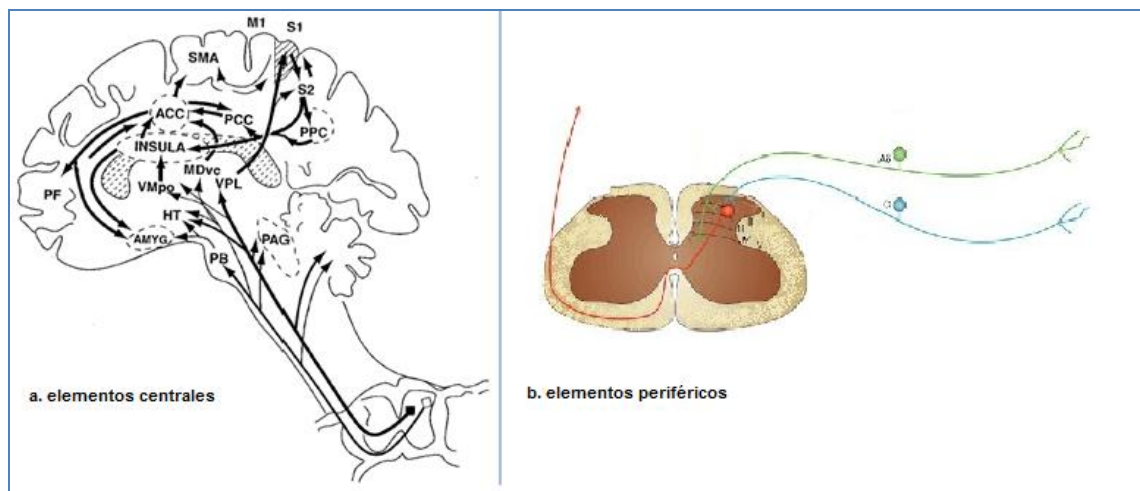 M1 S1
SMA
S2
ACC
PCC
PPC
INSULA
MDvc
PF
VMpo
VPL
HT
AMYG
PAG
PB
a. elementos centrales
Aδ
C
II
b. elementos periféricos